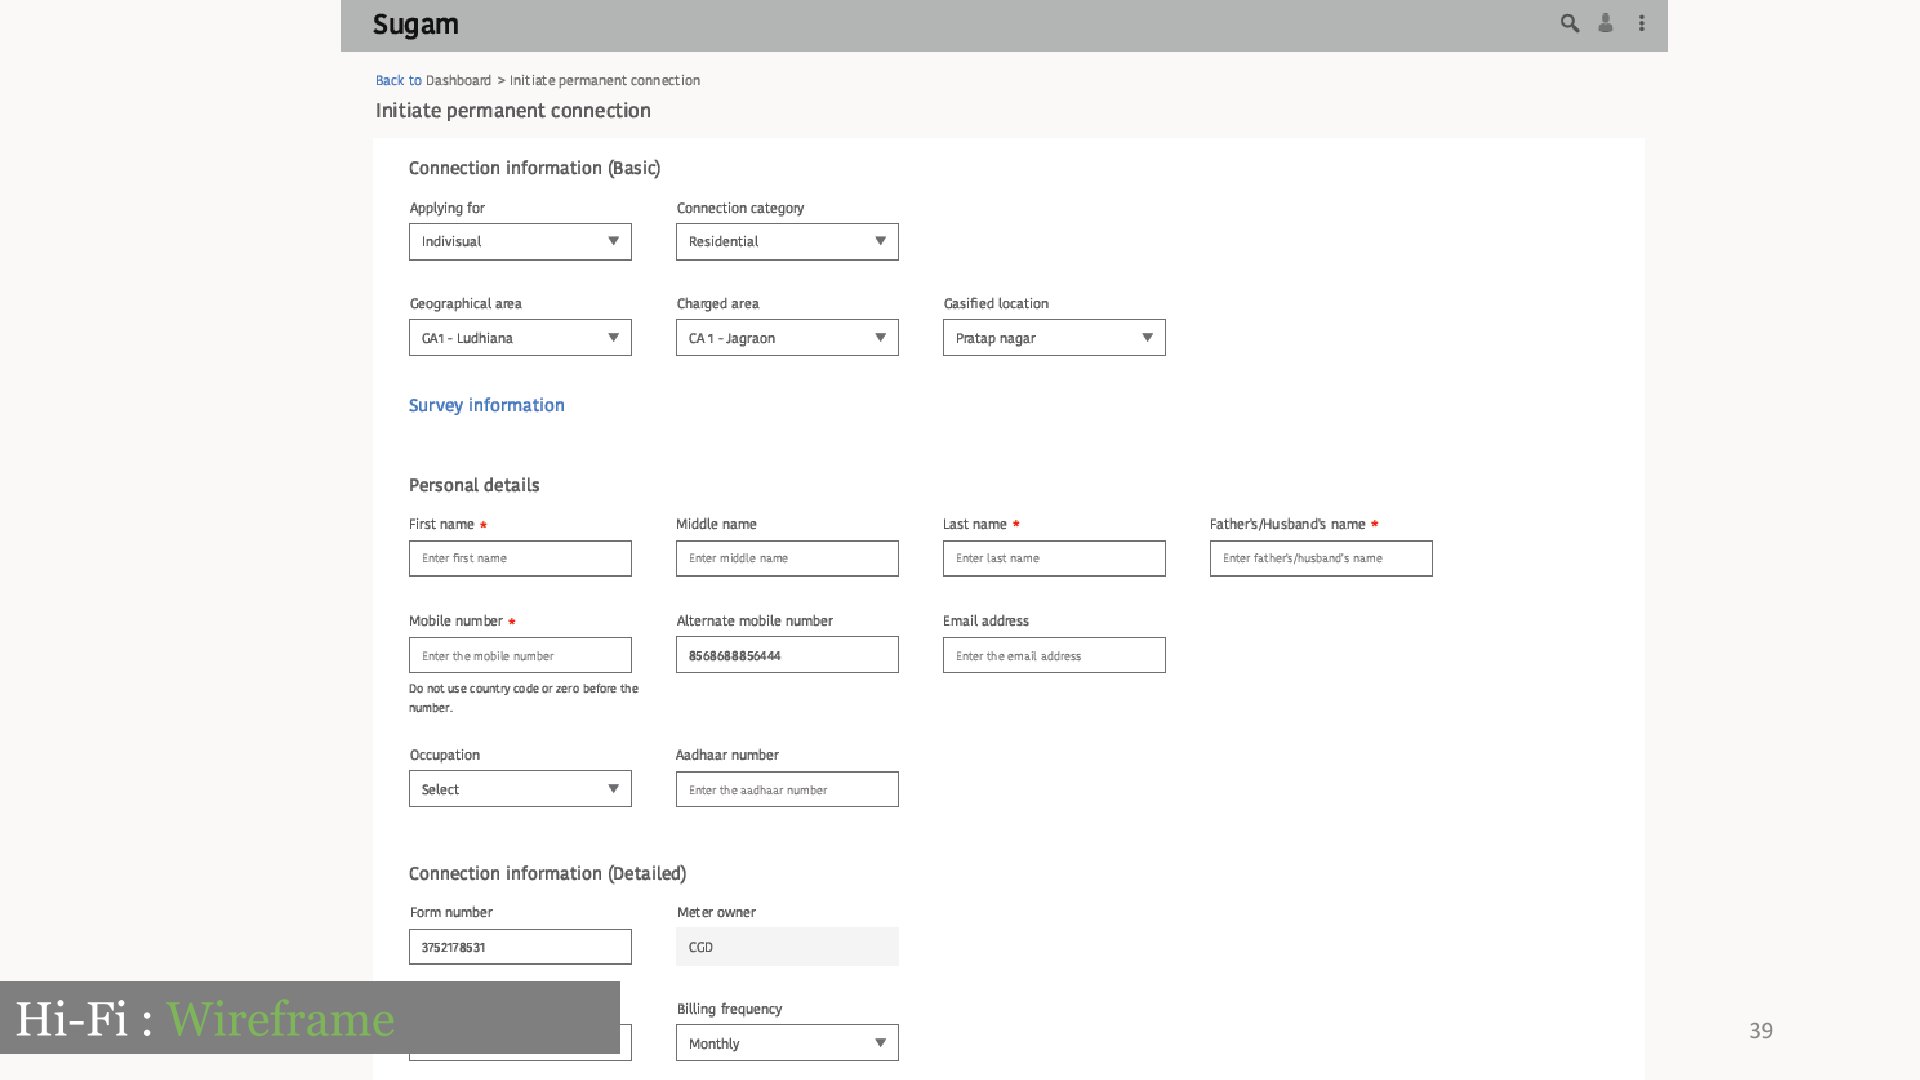 Sugam
Back to Dashboard > Initiate permanent connection
Initiate permanent connection
Connection information (Basic)
Applying for
Connection category
Indivisual
Residential
Geographical area
Charged area
Gasified location
GA1 - Ludhiana
CA 1 - Jagraon
Pratap nagar
Survey information
Personal details
First name *
Middle name
Last name *
Father's/Husband's name *
Enter first name
Enter middle name
Enter last name
Enter father's/husband's name
Mobile number *
Alternate mobile number
Email address
Enter the mobile number
8568688856444
Enter the email address
Do not use country code or zero before the
number.
Occupation
Aadhaar number
Select
Enter the aadhaar number
Connection information (Detailed)
Form number
Meter owner
3752178531
CGD
Billing frequency
Monthly
Hi-Fi : Wireframe
39